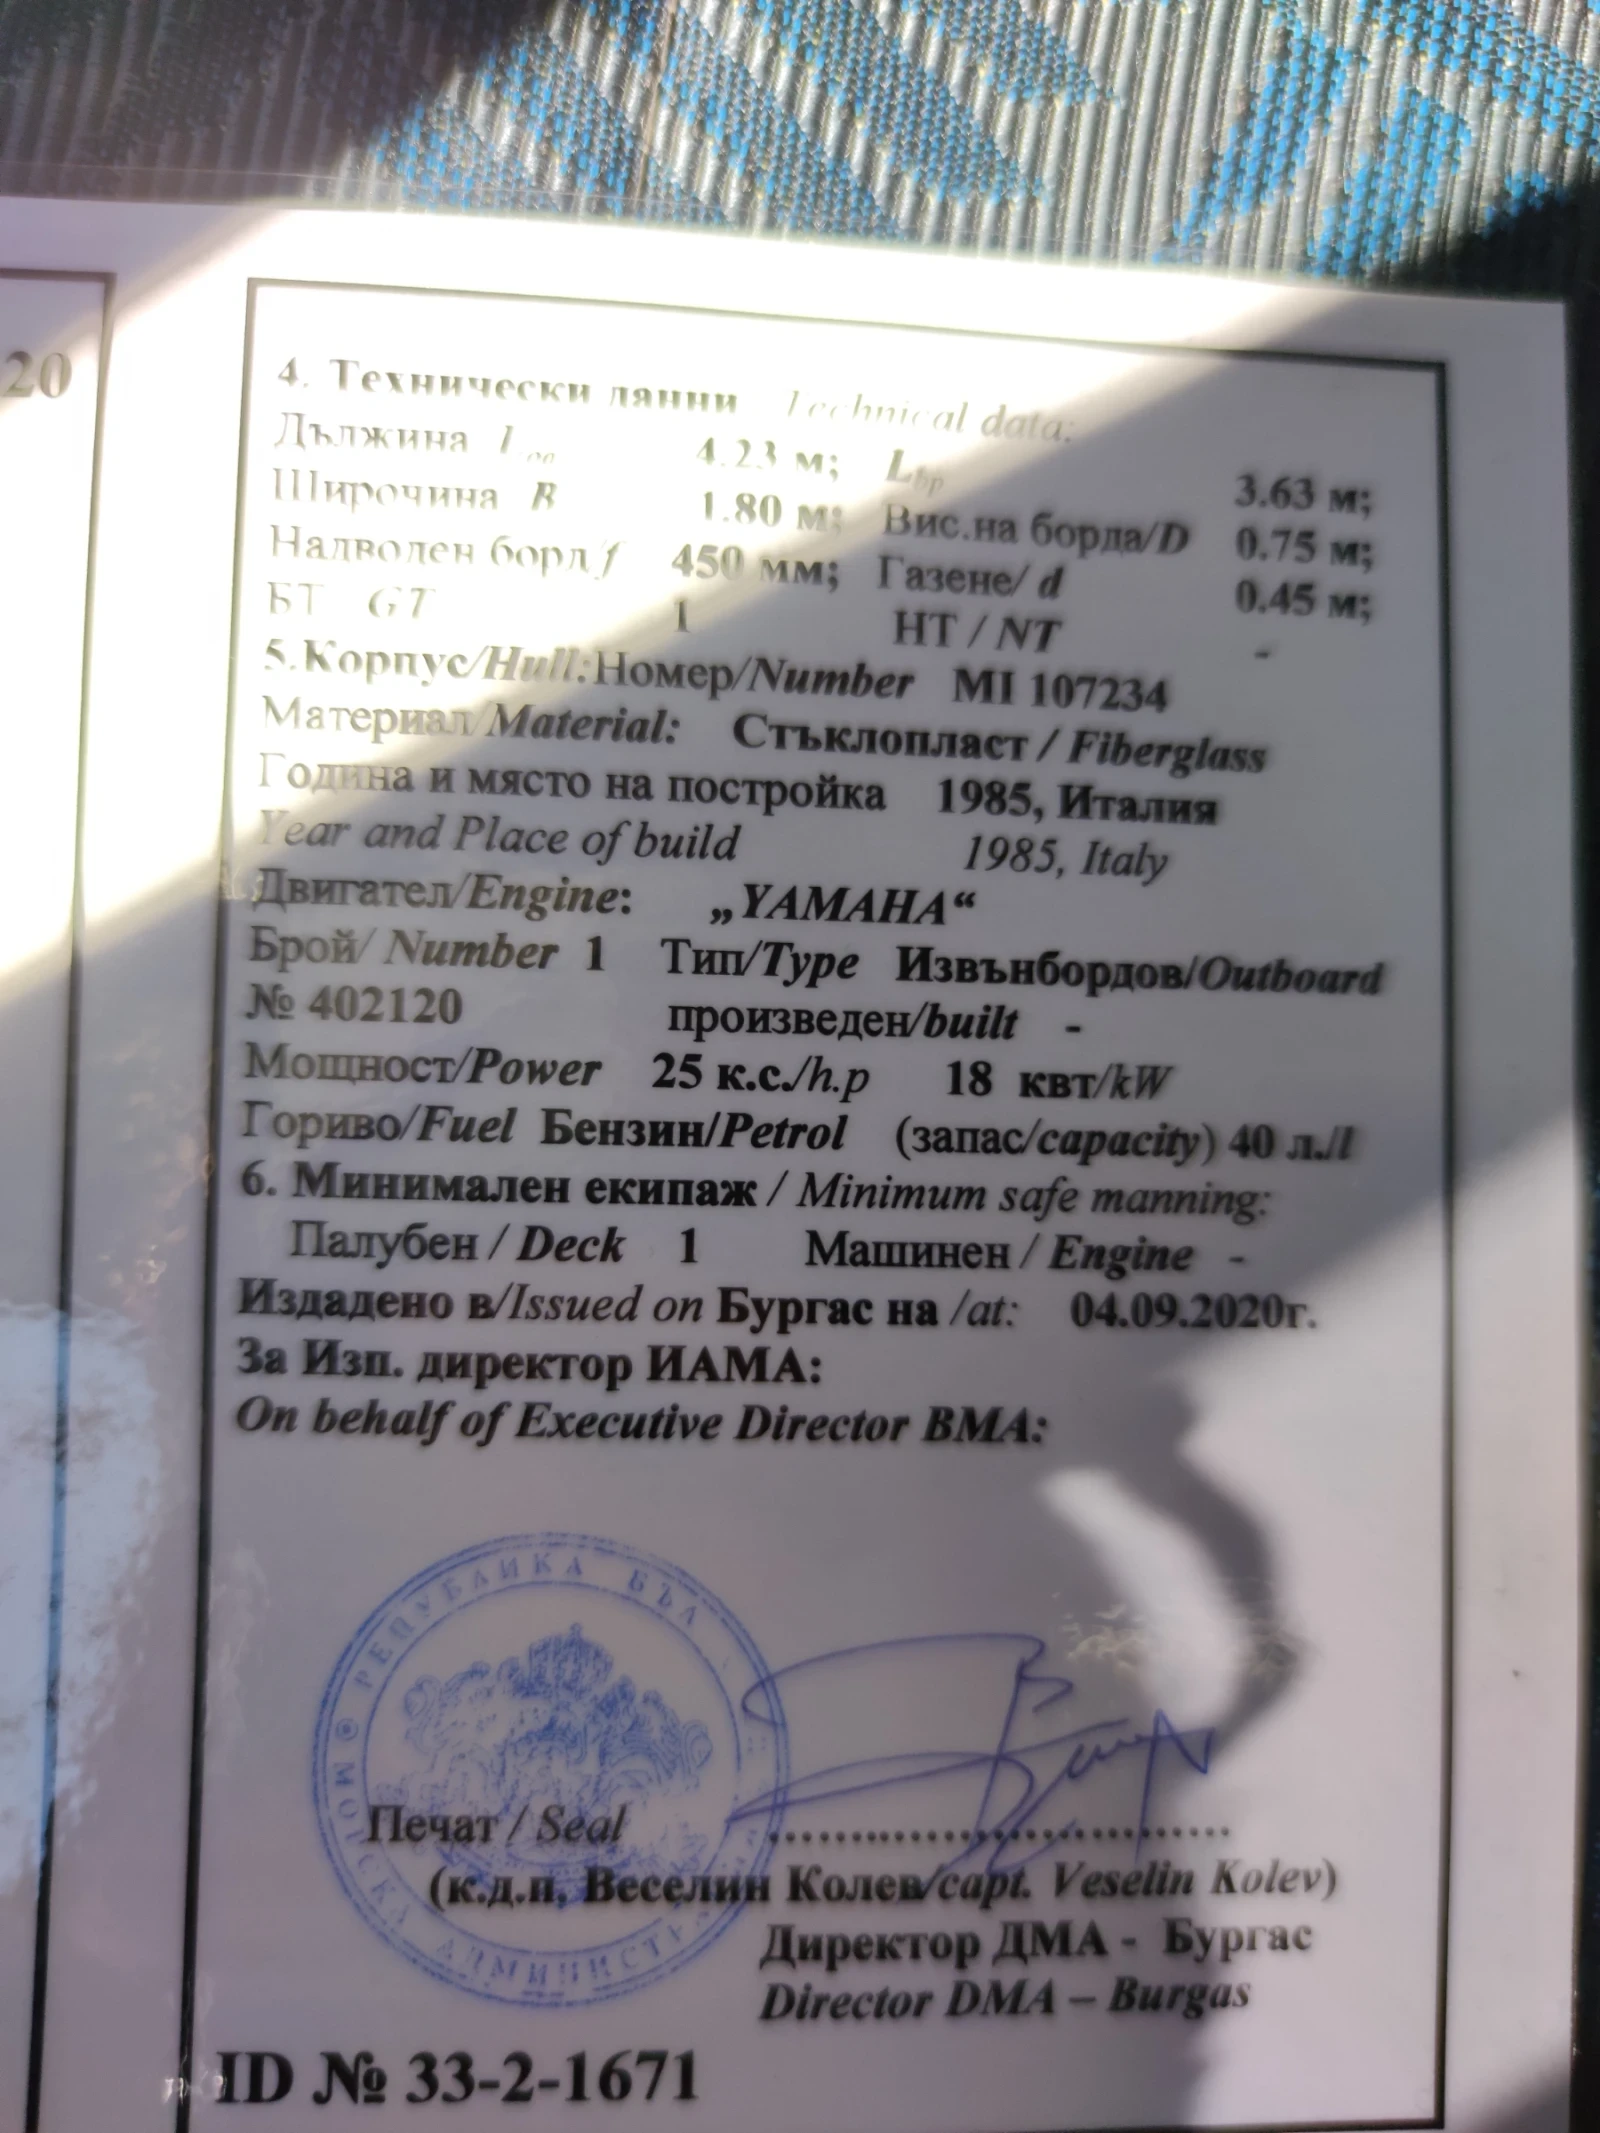 20
4. Технически данни Technical data:
Дължина Loa 4.23 м; Lbp 3.63 м;
Широчина B 1.80 м; Вис.на борда/D 0.75 м;
Надводен борд/f 450 мм; Газене/ d 0.45 м;
БТ GT 1 НТ / NT -
5.Корпус/Hull:Номер/Number MI 107234
Материал/Material: Стъклопласт / Fiberglass
Година и място на постройка 1985, Италия
Year and Place of build 1985, Italy
Двигател/Engine: „YAMAHA“
Брой/ Number 1 Тип/Type Извънбордов/Outboard
№ 402120 произведен/built -
Мощност/Power 25 к.с./h.p 18 квт/kW
Гориво/Fuel Бензин/Petrol (запас/capacity) 40 л./l
6. Минимален екипаж / Minimum safe manning:
Палубен / Deck 1 Машинен / Engine -
Издадено в/Issued on Бургас на /at: 04.09.2020г.
За Изп. директор ИАМА:
On behalf of Executive Director BMA:
РЕПУБЛИКА БЪЛ
МОРСКА АДМИНИСТРА
Печат / Seal ..................................
(к.д.п. Веселин Колев/capt. Veselin Kolev)
Директор ДМА - Бургас
Director DMA – Burgas
ID № 33-2-1671